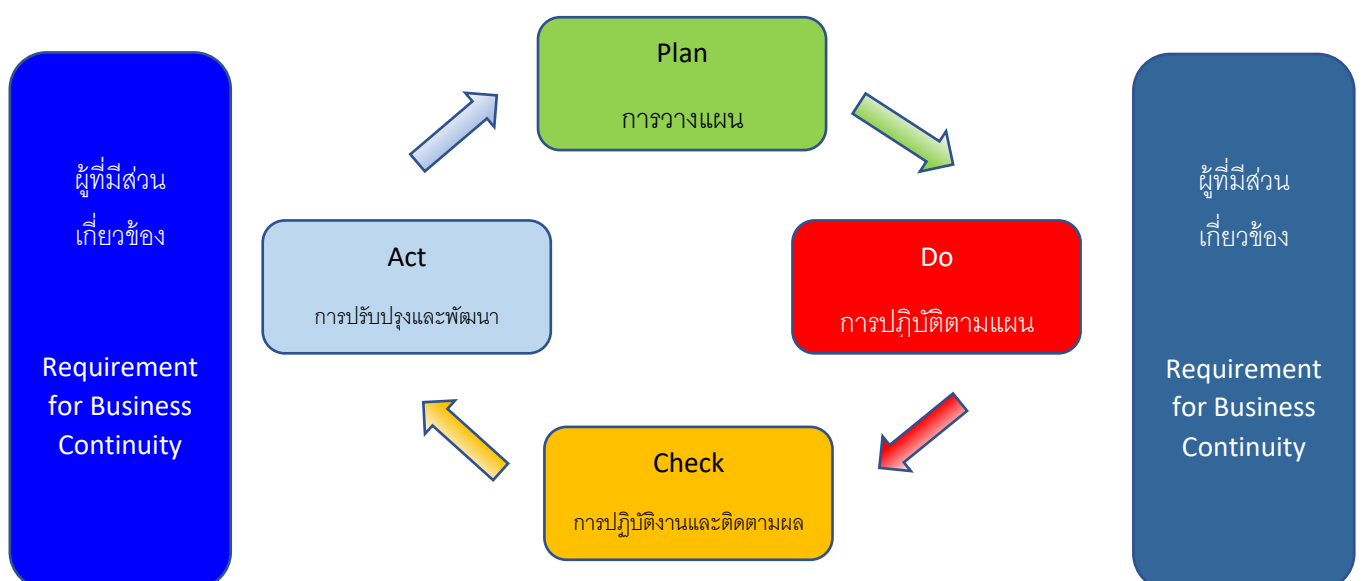 Plan
การวางแผน
ผู้ที่มีส่วน
เกี่ยวข้อง
Requirement
for Business
Continuity
Act
การปรับปรุงและพัฒนา
Do
การปฏิบัติตามแผน
ผู้ที่มีส่วน
เกี่ยวข้อง
Requirement
for Business
Continuity
Check
การปฏิบัติงานและติดตามผล